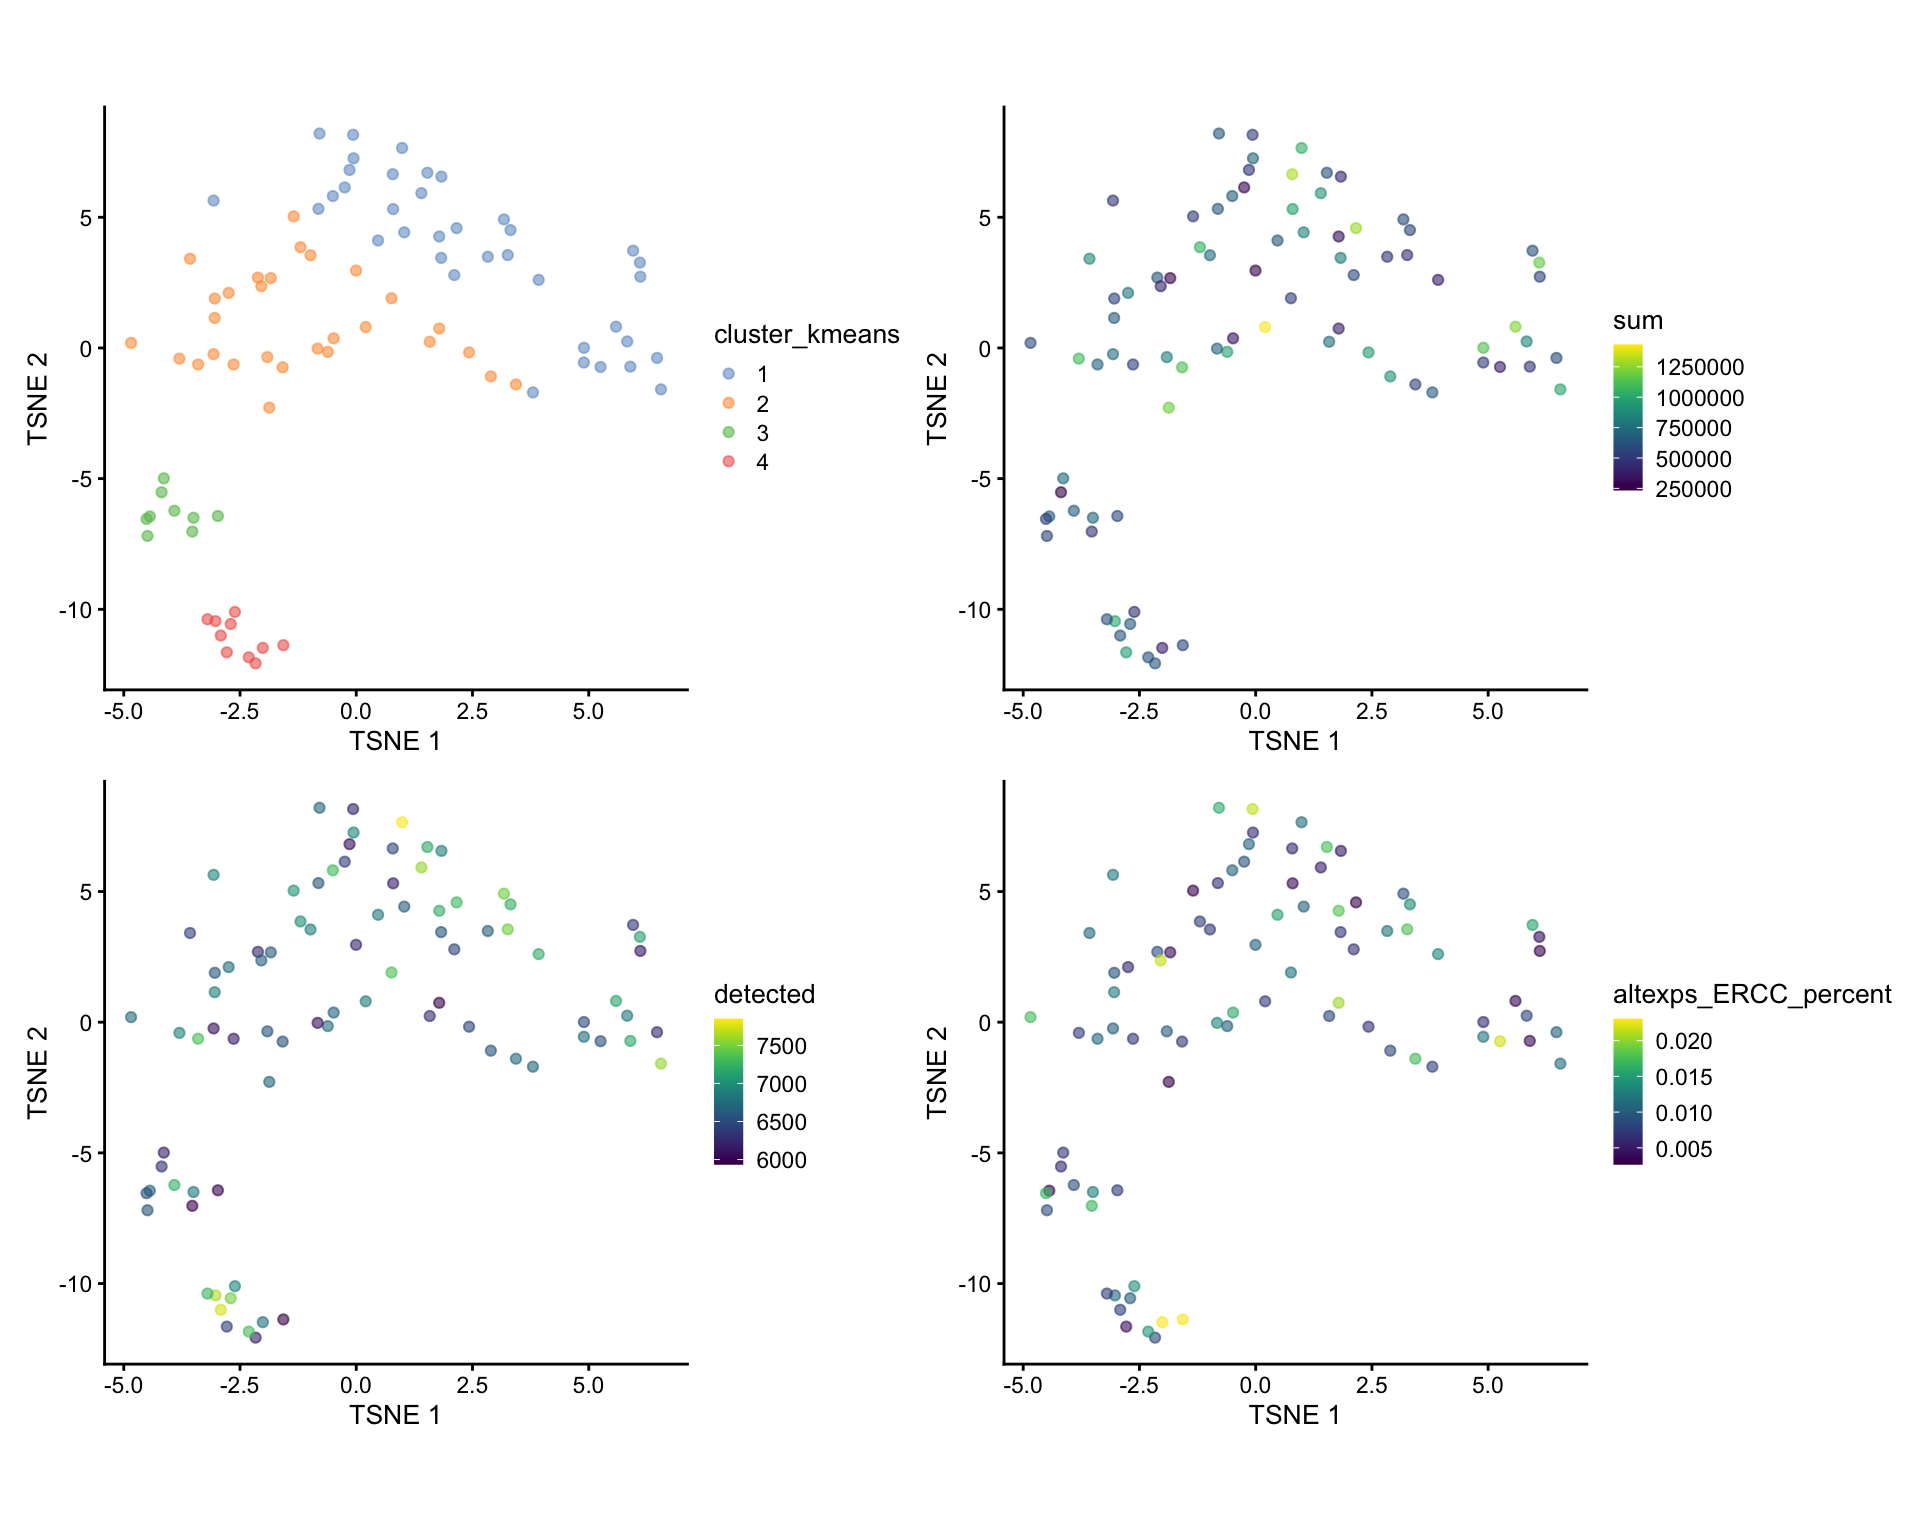 5
0
-5
-10
TSNE 2
-5.0 -2.5 0.0 2.5 5.0
TSNE 1
cluster_kmeans
1
2
3
4
5
0
-5
-10
TSNE 2
-5.0 -2.5 0.0 2.5 5.0
TSNE 1
sum
1250000
1000000
750000
500000
250000
5
0
-5
-10
TSNE 2
-5.0 -2.5 0.0 2.5 5.0
TSNE 1
detected
7500
7000
6500
6000
5
0
-5
-10
TSNE 2
-5.0 -2.5 0.0 2.5 5.0
TSNE 1
altexps_ERCC_percent
0.020
0.015
0.010
0.005